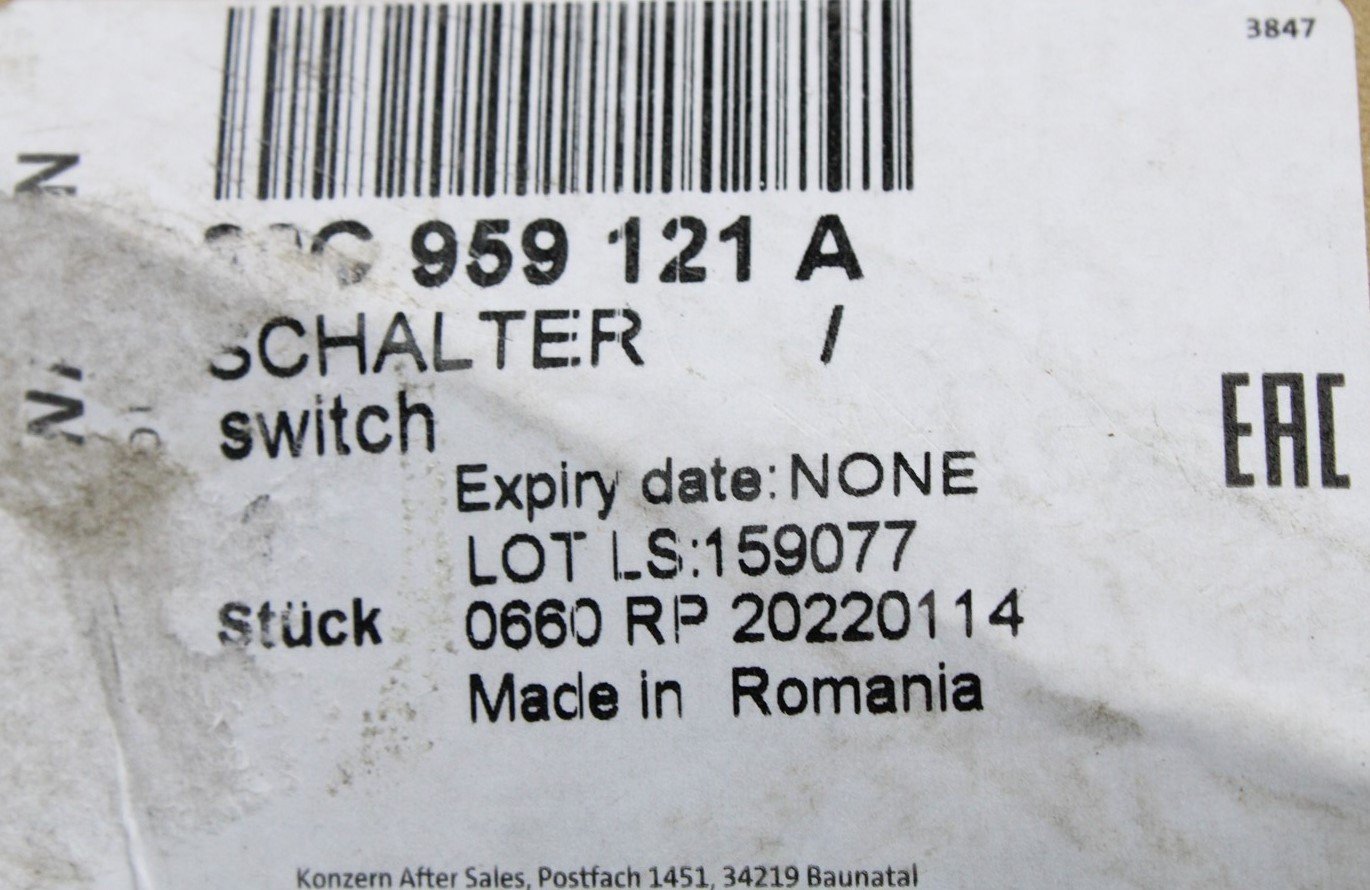 3847
959 121 A
SCHALTER /
switch
Expiry date: NONE
LOT LS:159077
Stück 0660 RP 20220114
Made in Romania
EAC
Konzern After Sales, Postfach 1451, 34219 Baunatal